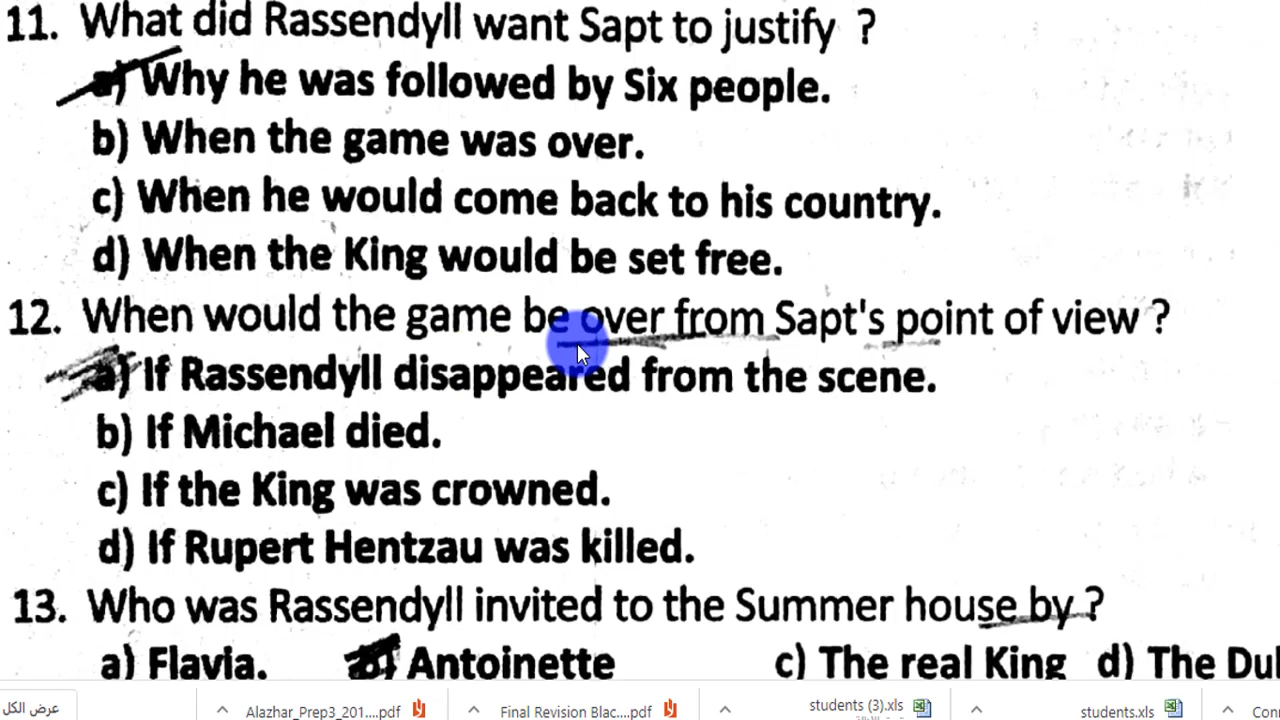 11. What did Rassendyll want Sapt to justify ?
a) Why he was followed by Six people.
b) When the game was over.
c) When he would come back to his country.
d) When the King would be set free.
12. When would the game be over from Sapt's point of view ?
a) If Rassendyll disappeared from the scene.
b) If Michael died.
c) If the King was crowned.
d) If Rupert Hentzau was killed.
13. Who was Rassendyll invited to the Summer house by ?
a) Flavia. b) Antoinette c) The real King d) The Du
عرض الكل Alazhar_Prep3_201....pdf Final Revision Blac....pdf students (3).xls students.xls Con